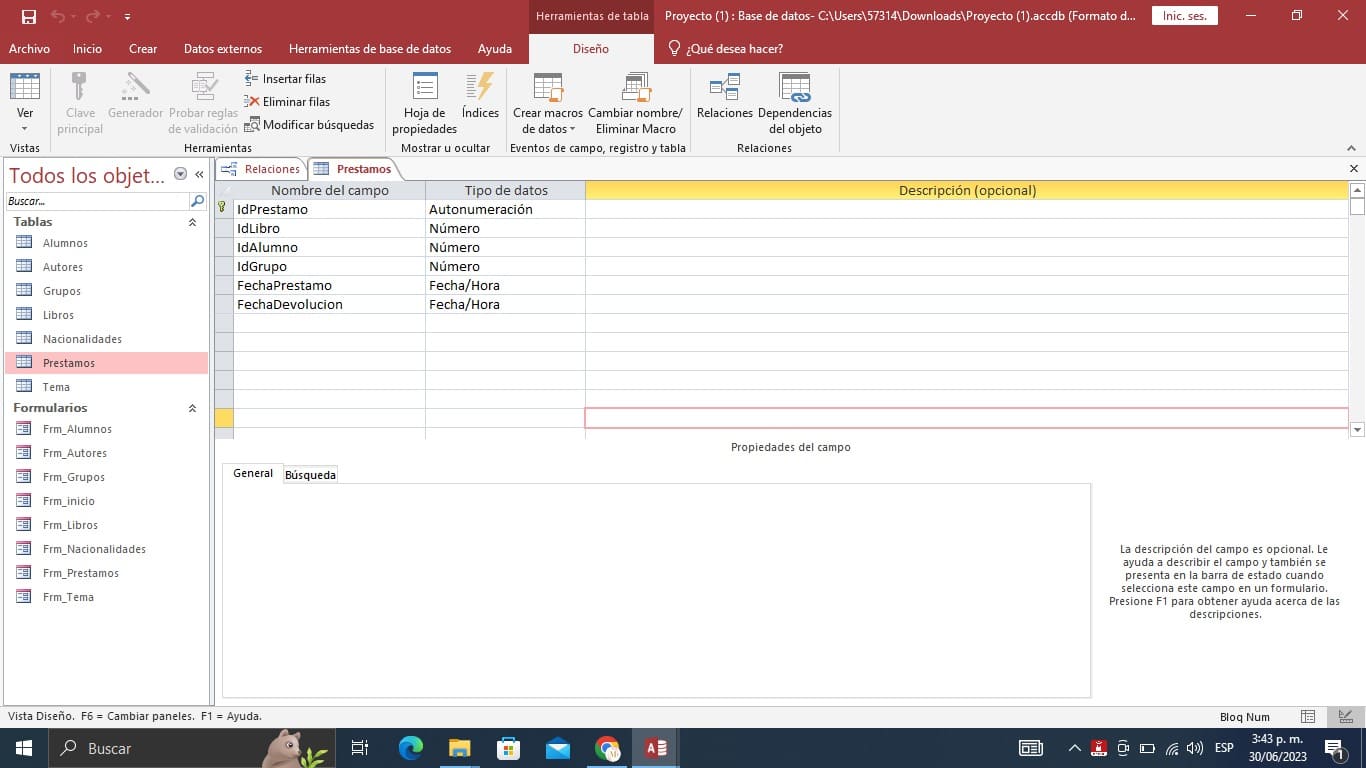 Herramientas de tabla
Proyecto (1) : Base de datos- C:\Users\57314\Downloads\Proyecto (1).accdb (Formato d...
Inic. ses.
Archivo Inicio Crear Datos externos Herramientas de base de datos Ayuda Diseño ¿Qué desea hacer?
Ver
Vistas
Clave principal
Generador
Probar reglas de validación
Insertar filas
Eliminar filas
Modificar búsquedas
Herramientas
Hoja de propiedades
Índices
Mostrar u ocultar
Crear macros de datos
Cambiar nombre/ Eliminar Macro
Eventos de campo, registro y tabla
Relaciones
Dependencias del objeto
Relaciones
Todos los objet... «
Buscar...
Tablas
Alumnos
Autores
Grupos
Libros
Nacionalidades
Prestamos
Tema
Formularios
Frm_Alumnos
Frm_Autores
Frm_Grupos
Frm_inicio
Frm_Libros
Frm_Nacionalidades
Frm_Prestamos
Frm_Tema
Relaciones Prestamos
Nombre del campo Tipo de datos Descripción (opcional)
IdPrestamo Autonumeración
IdLibro Número
IdAlumno Número
IdGrupo Número
FechaPrestamo Fecha/Hora
FechaDevolucion Fecha/Hora
Propiedades del campo
General Búsqueda
La descripción del campo es opcional. Le
ayuda a describir el campo y también se
presenta en la barra de estado cuando
selecciona este campo en un formulario.
Presione F1 para obtener ayuda acerca de las
descripciones.
Vista Diseño. F6 = Cambiar paneles. F1 = Ayuda.
Bloq Num
Buscar
ESP
3:43 p. m.
30/06/2023
1